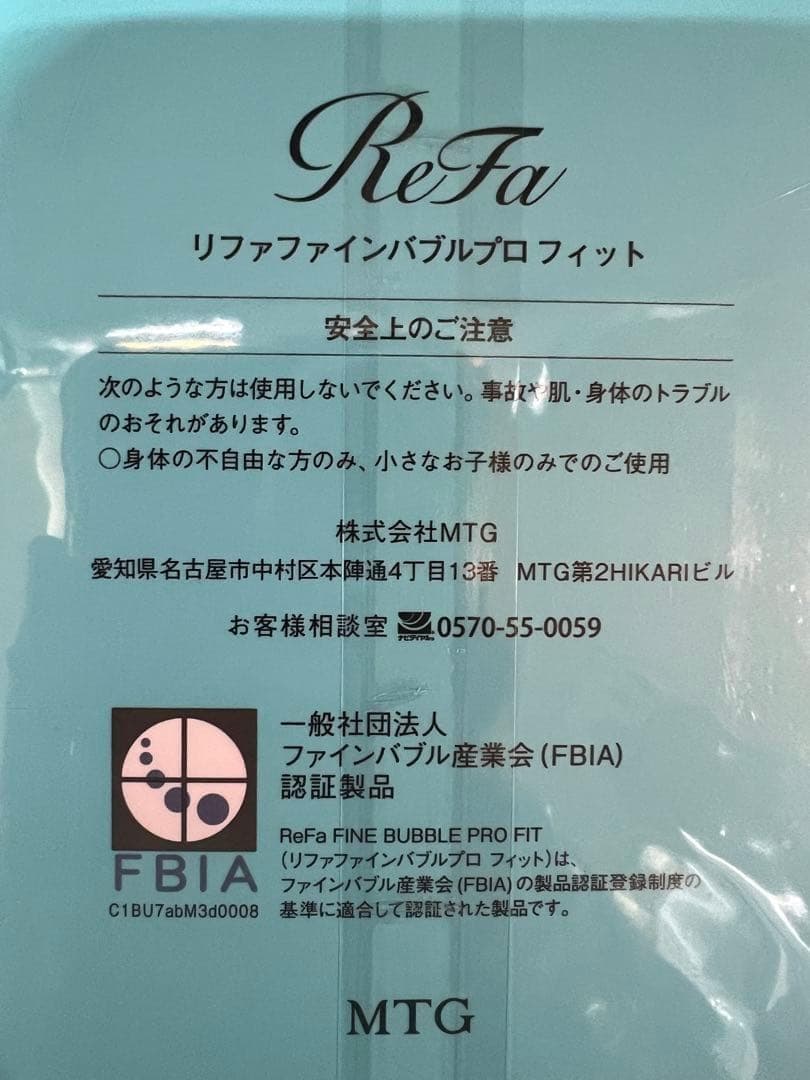 ReFa
リファファインバブルプロ フィット
安全上のご注意
次のような方は使用しないでください。事故や肌・身体のトラブル
のおそれがあります。
○身体の不自由な方のみ、小さなお子様のみでのご使用
株式会社MTG
愛知県名古屋市中村区本陣通4丁目13番 MTG第2HIKARIビル
お客様相談室 ナビダイヤル 0570-55-0059
一般社団法人
ファインバブル産業会(FBIA)
認証製品
FBIA
C1BU7abM3d0008
ReFa FINE BUBBLE PRO FIT
(リファファインバブルプロ フィット)は、
ファインバブル産業会(FBIA)の製品認証登録制度の
基準に適合して認証された製品です。
MTG